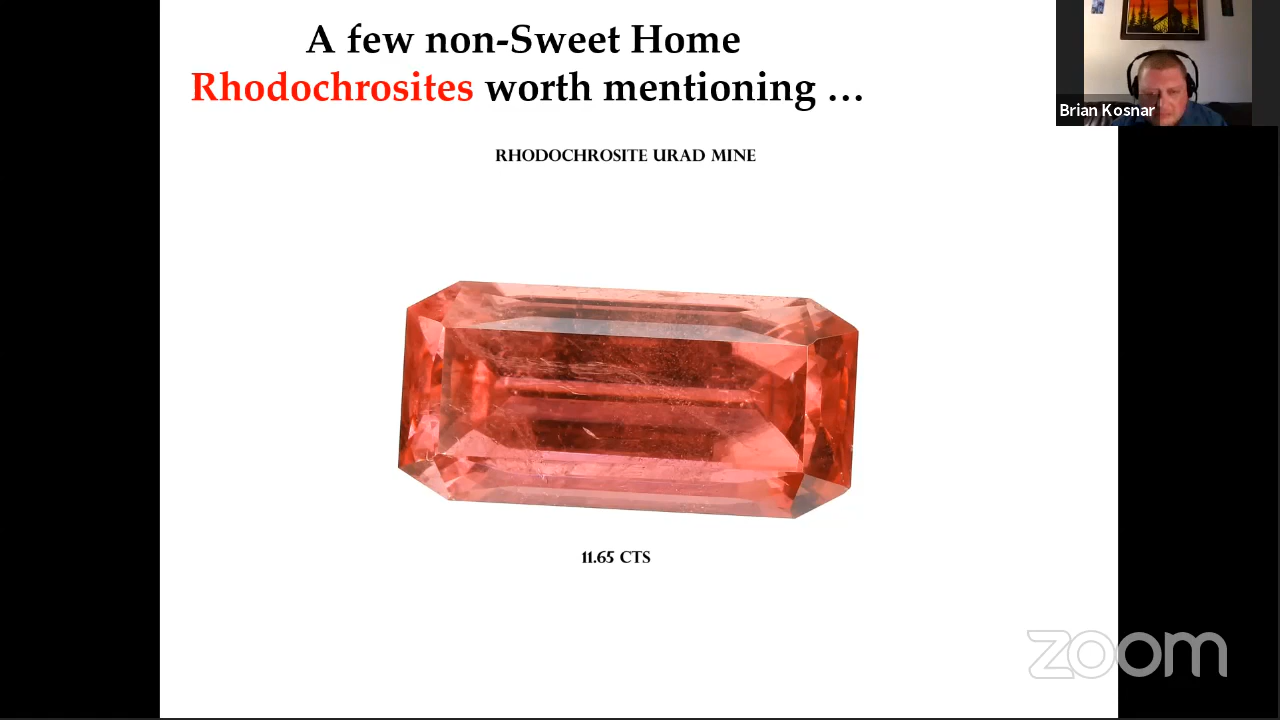 A few non-Sweet Home
Rhodochrosites worth mentioning …
Brian Kosnar
RHODOCHROSITE URAD MINE
11.65 CTS
zoom